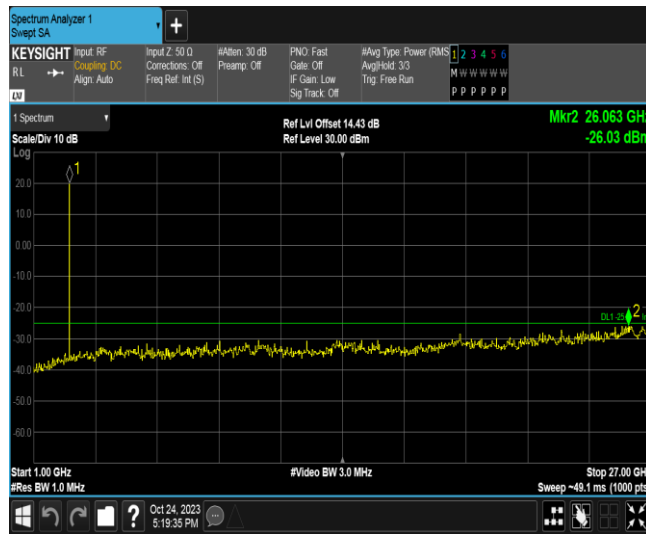 Spectrum Analyzer 1
Swept SA
+
KEYSIGHT
RL
LXI
Input: RF
Coupling: DC
Align: Auto
Input Z: 50 Ω
Corrections: Off
Freq Ref: Int (S)
#Atten: 30 dB
Preamp: Off
PNO: Fast
Gate: Off
IF Gain: Low
Sig Track: Off
#Avg Type: Power (RMS
Avg|Hold: 3/3
Trig: Free Run
1 2 3 4 5 6
M W W W W W
P P P P P P
1 Spectrum
Scale/Div 10 dB
Log
Ref Lvl Offset 14.43 dB
Ref Level 30.00 dBm
Mkr2 26.063 GHz
-26.03 dBm
1
20.0
10.0
0.00
-10.0
-20.0
DL1 -25
2
-30.0
-40.0
-50.0
-60.0
Start 1.00 GHz
#Video BW 3.0 MHz
Stop 27.00 GHz
#Res BW 1.0 MHz
Sweep ~49.1 ms (1000 pts
?
Oct 24, 2023
5:19:35 PM